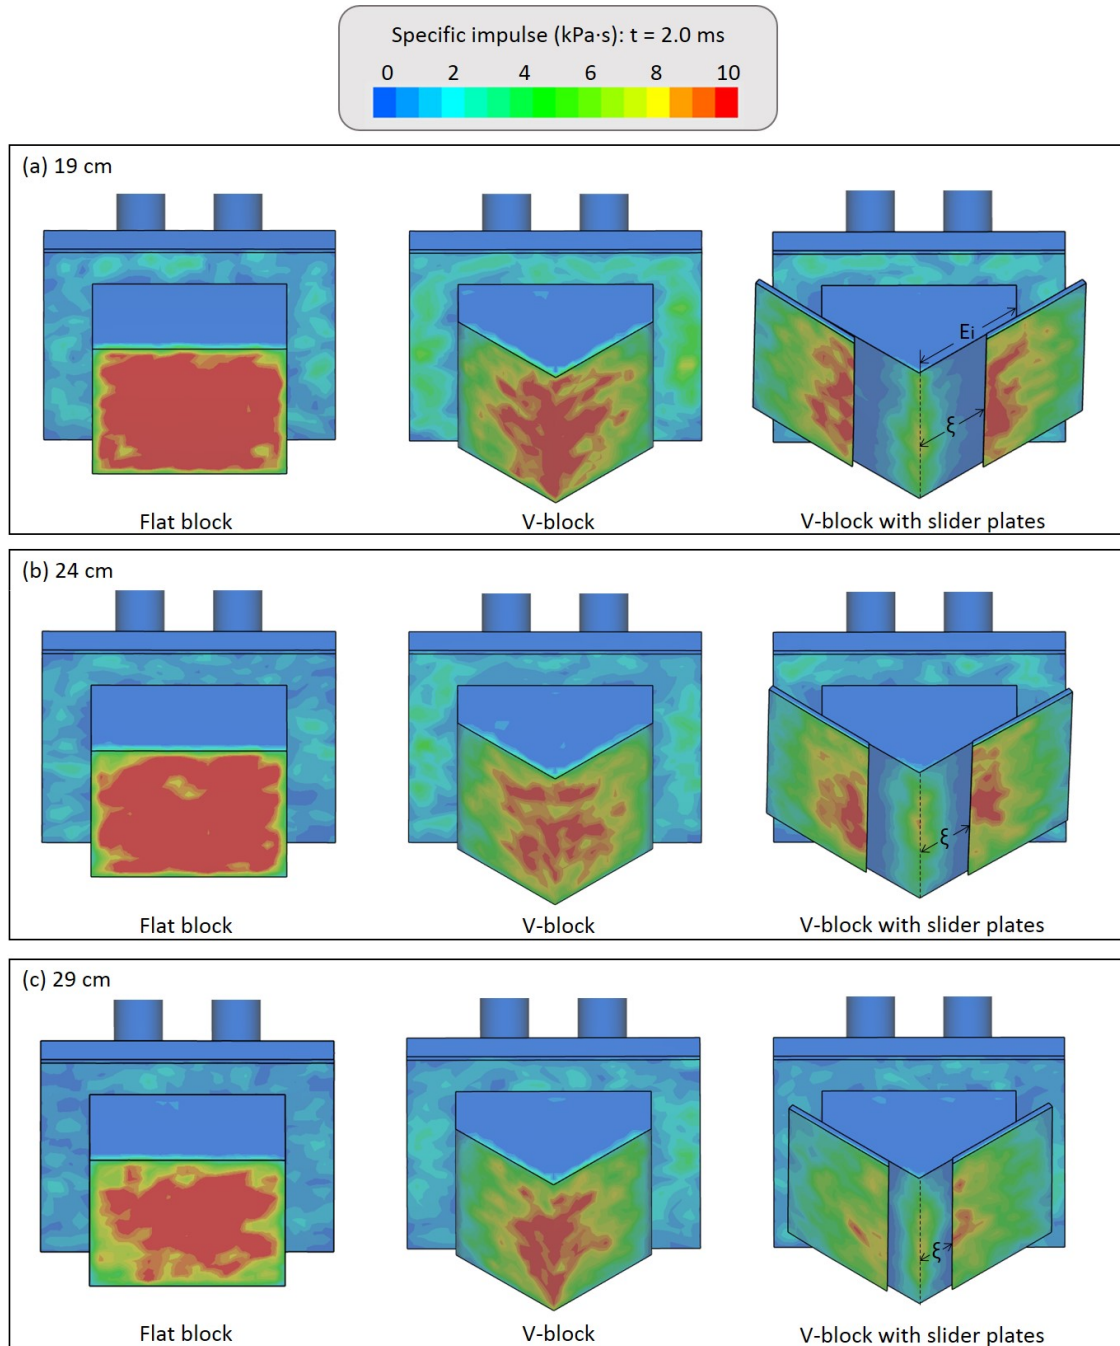 Specific impulse (kPa·s): t = 2.0 ms
0 2 4 6 8 10
(a) 19 cm
Ei
ξ
Flat block V-block V-block with slider plates
(b) 24 cm
ξ
Flat block V-block V-block with slider plates
(c) 29 cm
ξ
Flat block V-block V-block with slider plates